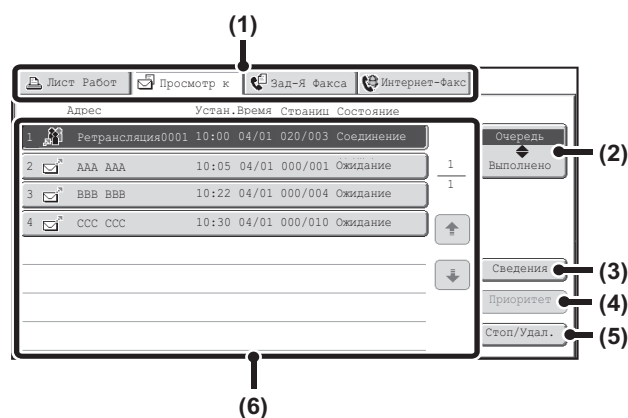 (1)
Лист Работ Просмотр к Зад-Я Факса Интернет-Факс
Адрес Устан.Время Страниц Состояние
1 Ретрансляция0001 10:00 04/01 020/003 Соединение
2 AAA AAA 10:05 04/01 000/001 Ожидание
3 BBB BBB 10:22 04/01 000/004 Ожидание
4 CCC CCC 10:30 04/01 000/010 Ожидание
1
1
Очередь
Выполнено
(2)
Сведения
(3)
Приоритет
(4)
Стоп/Удал.
(5)
(6)